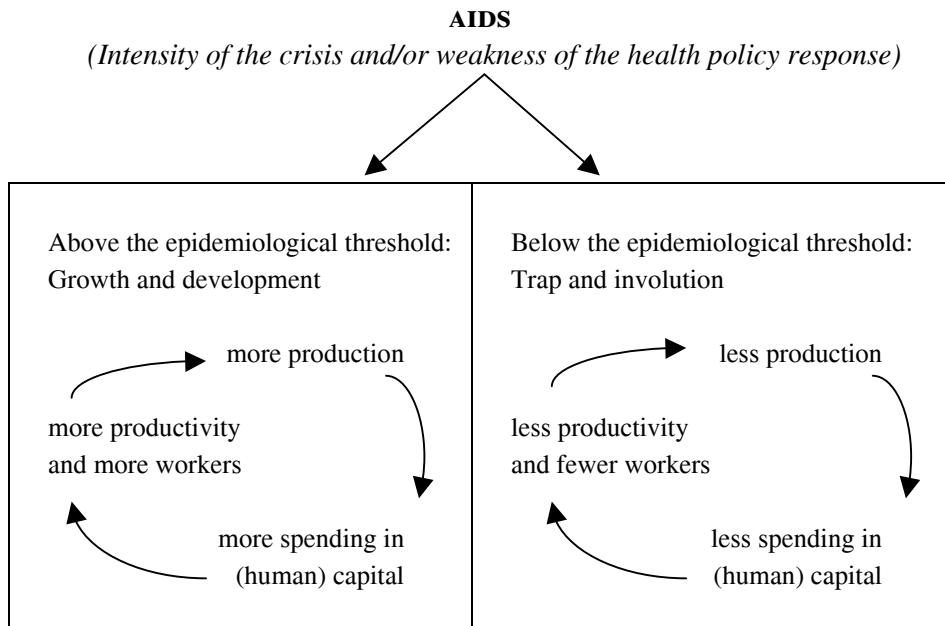 AIDS
(Intensity of the crisis and/or weakness of the health policy response)
Above the epidemiological threshold:
Growth and development
more production
more productivity
and more workers
more spending in
(human) capital
Below the epidemiological threshold:
Trap and involution
less production
less productivity
and fewer workers
less spending in
(human) capital